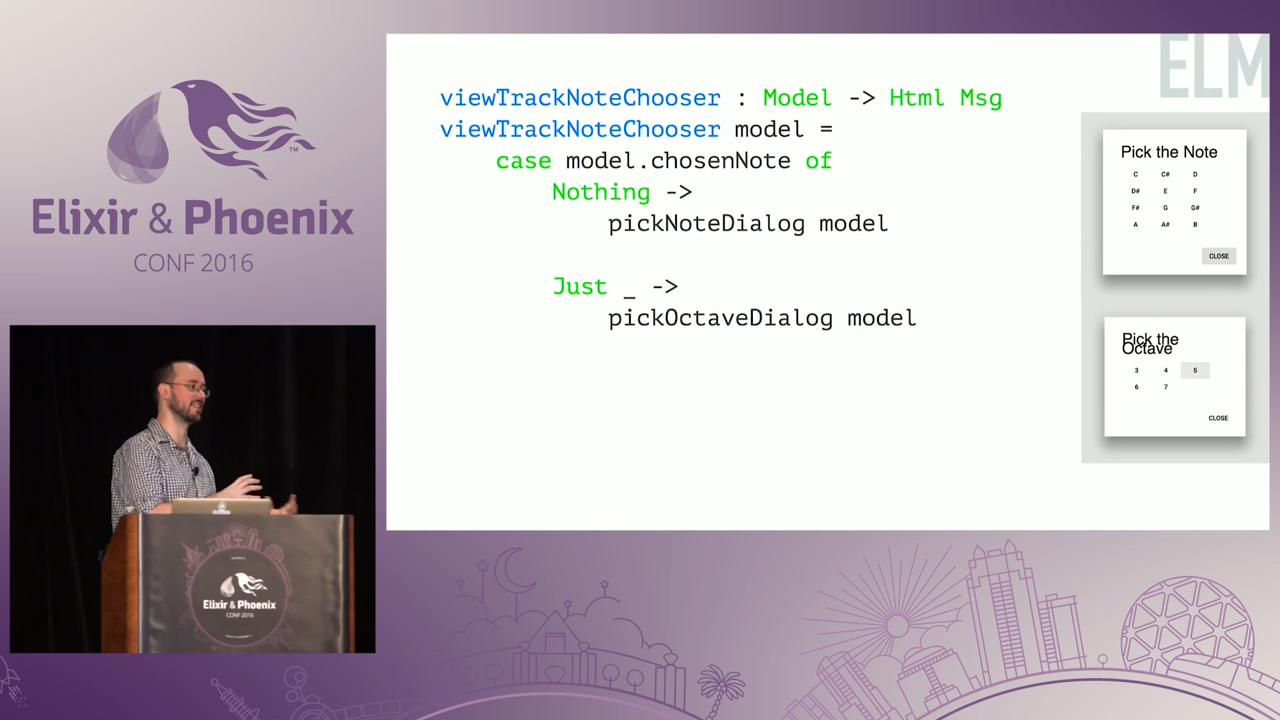 Elixir & Phoenix
TM
CONF 2016
ELM
viewTrackNoteChooser : Model -> Html Msg
viewTrackNoteChooser model =
case model.chosenNote of
Nothing ->
pickNoteDialog model
Just _ ->
pickOctaveDialog model
Pick the Note
C C# D
D# E F
F# G G#
A A# B
CLOSE
Pick the
Octave
3 4 5
6 7
CLOSE
Elixir & Phoenix
CONF 2016